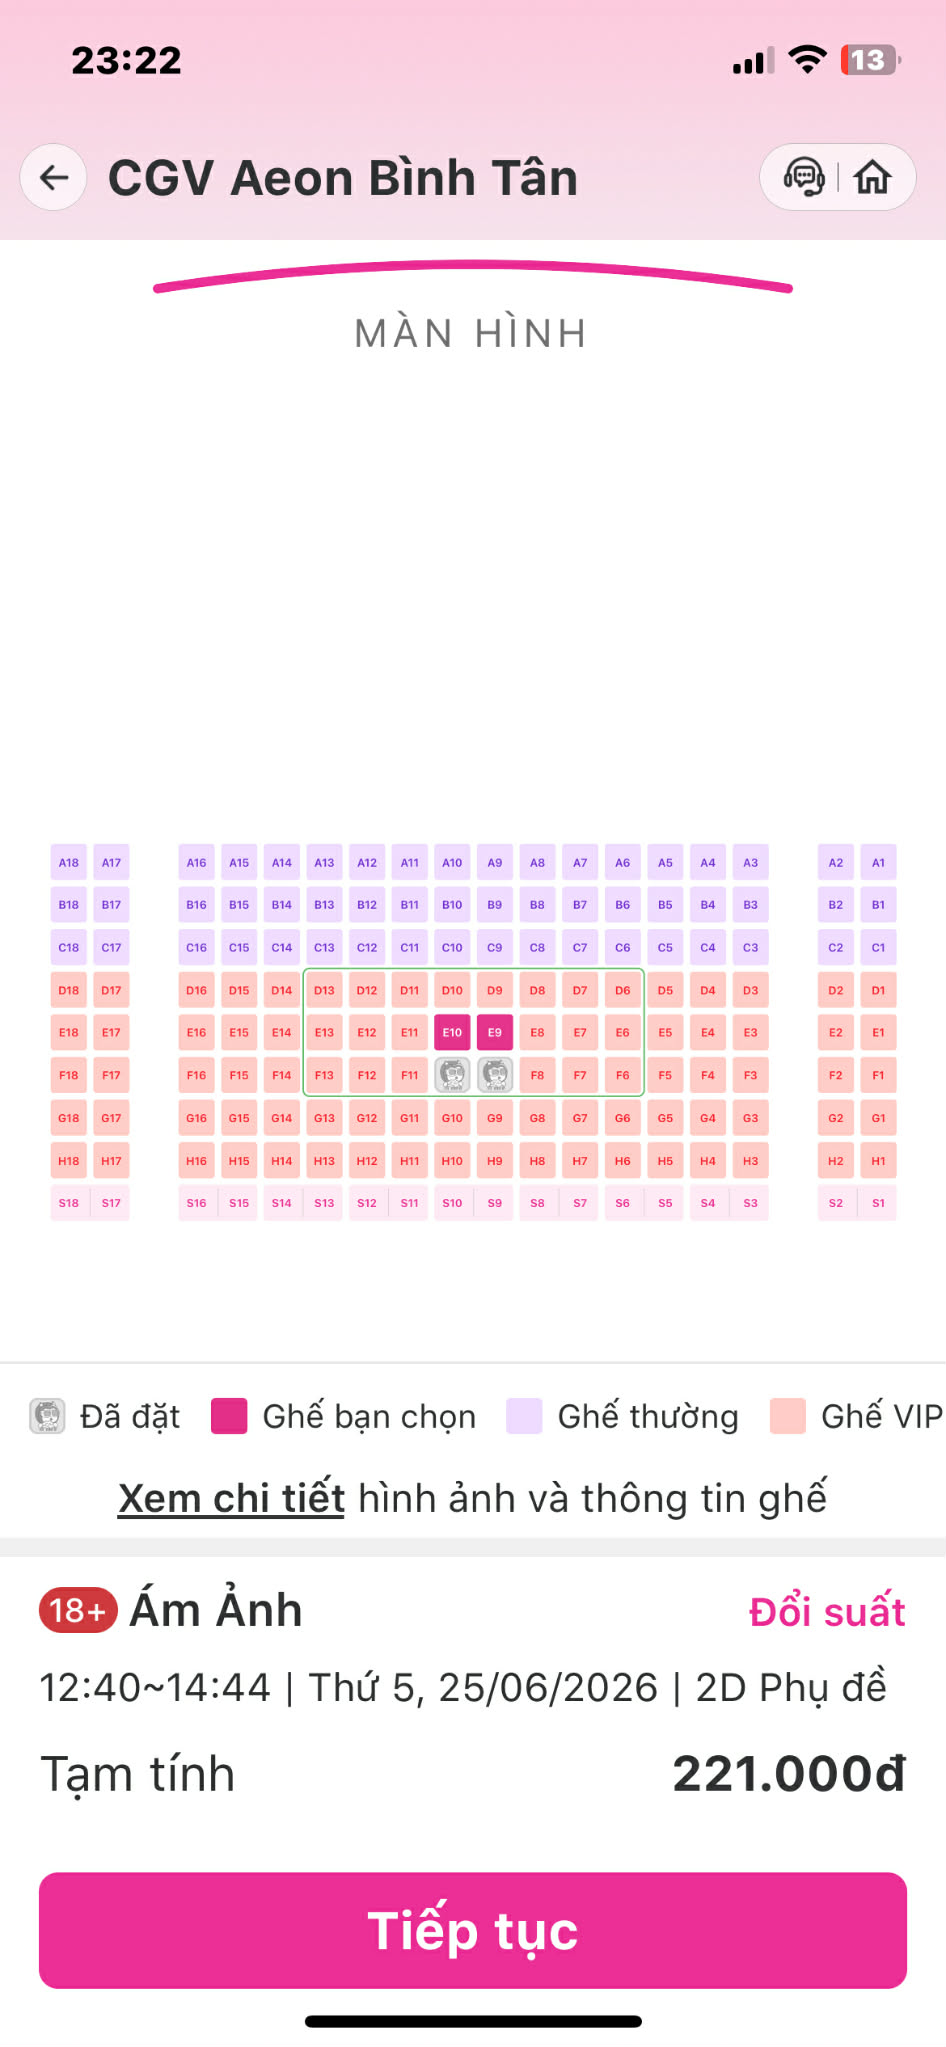 23:22 13
CGV Aeon Bình Tân
MÀN HÌNH
A18 A17 A16 A15 A14 A13 A12 A11 A10 A9 A8 A7 A6 A5 A4 A3 A2 A1
B18 B17 B16 B15 B14 B13 B12 B11 B10 B9 B8 B7 B6 B5 B4 B3 B2 B1
C18 C17 C16 C15 C14 C13 C12 C11 C10 C9 C8 C7 C6 C5 C4 C3 C2 C1
D18 D17 D16 D15 D14 D13 D12 D11 D10 D9 D8 D7 D6 D5 D4 D3 D2 D1
E18 E17 E16 E15 E14 E13 E12 E11 E10 E9 E8 E7 E6 E5 E4 E3 E2 E1
F18 F17 F16 F15 F14 F13 F12 F11 F8 F7 F6 F5 F4 F3 F2 F1
G18 G17 G16 G15 G14 G13 G12 G11 G10 G9 G8 G7 G6 G5 G4 G3 G2 G1
H18 H17 H16 H15 H14 H13 H12 H11 H10 H9 H8 H7 H6 H5 H4 H3 H2 H1
S18 S17 S16 S15 S14 S13 S12 S11 S10 S9 S8 S7 S6 S5 S4 S3 S2 S1
Đã đặt Ghế bạn chọn Ghế thường Ghế VIP
Xem chi tiết hình ảnh và thông tin ghế
18+ Ám Ảnh Đổi suất
12:40~14:44 | Thứ 5, 25/06/2026 | 2D Phụ đề
Tạm tính 221.000đ
Tiếp tục